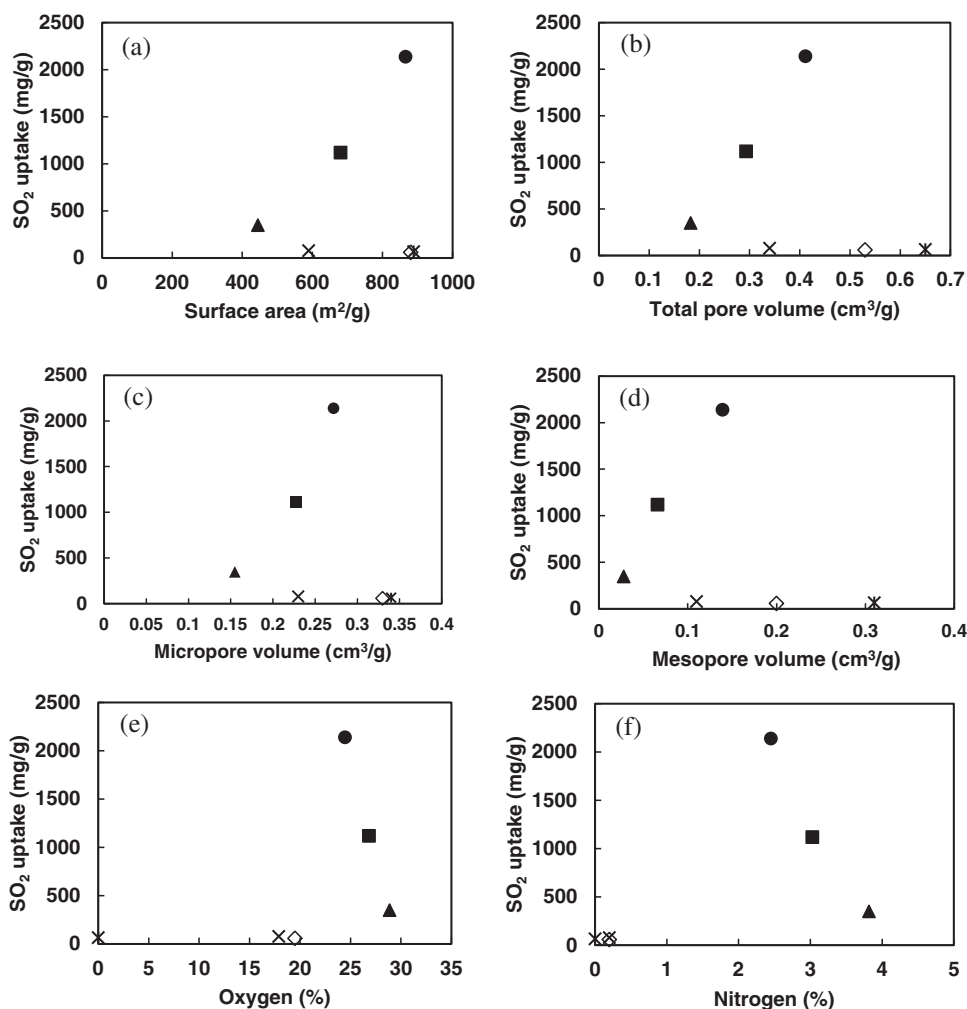 (a)
2500
2000
1500
1000
500
0
SO₂ uptake (mg/g)
0 200 400 600 800 1000
Surface area (m²/g)
(b)
2500
2000
1500
1000
500
0
SO₂ uptake (mg/g)
0 0.1 0.2 0.3 0.4 0.5 0.6 0.7
Total pore volume (cm³/g)
(c)
2500
2000
1500
1000
500
0
SO₂ uptake (mg/g)
0 0.05 0.1 0.15 0.2 0.25 0.3 0.35 0.4
Micropore volume (cm³/g)
(d)
2500
2000
1500
1000
500
0
SO₂ uptake (mg/g)
0 0.1 0.2 0.3 0.4
Mesopore volume (cm³/g)
(e)
2500
2000
1500
1000
500
0
SO₂ uptake (mg/g)
0 5 10 15 20 25 30 35
Oxygen (%)
(f)
2500
2000
1500
1000
500
0
SO₂ uptake (mg/g)
0 1 2 3 4 5
Nitrogen (%)